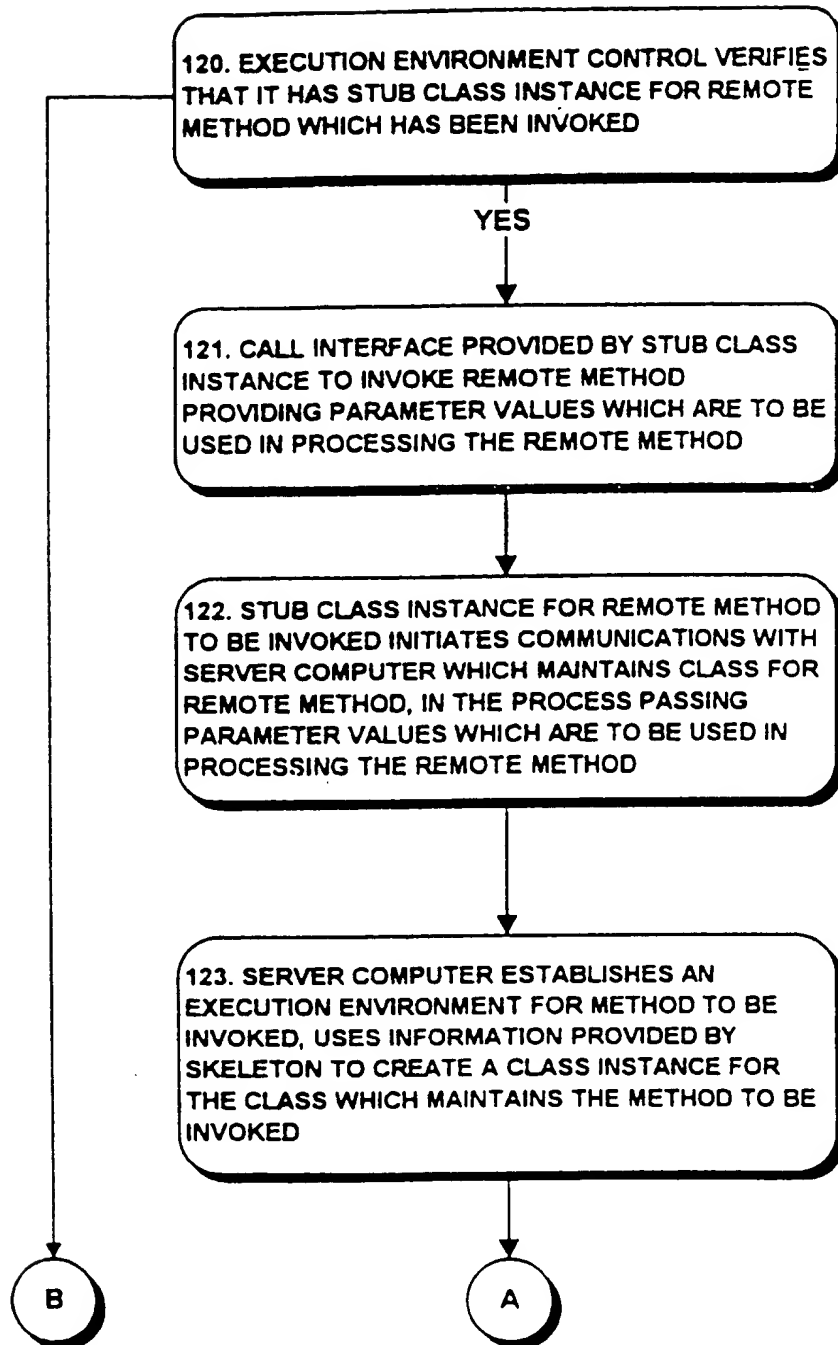 120. EXECUTION ENVIRONMENT CONTROL VERIFIES
THAT IT HAS STUB CLASS INSTANCE FOR REMOTE
METHOD WHICH HAS BEEN INVOKED
YES
121. CALL INTERFACE PROVIDED BY STUB CLASS
INSTANCE TO INVOKE REMOTE METHOD
PROVIDING PARAMETER VALUES WHICH ARE TO BE
USED IN PROCESSING THE REMOTE METHOD
122. STUB CLASS INSTANCE FOR REMOTE METHOD
TO BE INVOKED INITIATES COMMUNICATIONS WITH
SERVER COMPUTER WHICH MAINTAINS CLASS FOR
REMOTE METHOD, IN THE PROCESS PASSING
PARAMETER VALUES WHICH ARE TO BE USED IN
PROCESSING THE REMOTE METHOD
123. SERVER COMPUTER ESTABLISHES AN
EXECUTION ENVIRONMENT FOR METHOD TO BE
INVOKED, USES INFORMATION PROVIDED BY
SKELETON TO CREATE A CLASS INSTANCE FOR
THE CLASS WHICH MAINTAINS THE METHOD TO BE
INVOKED
B
A